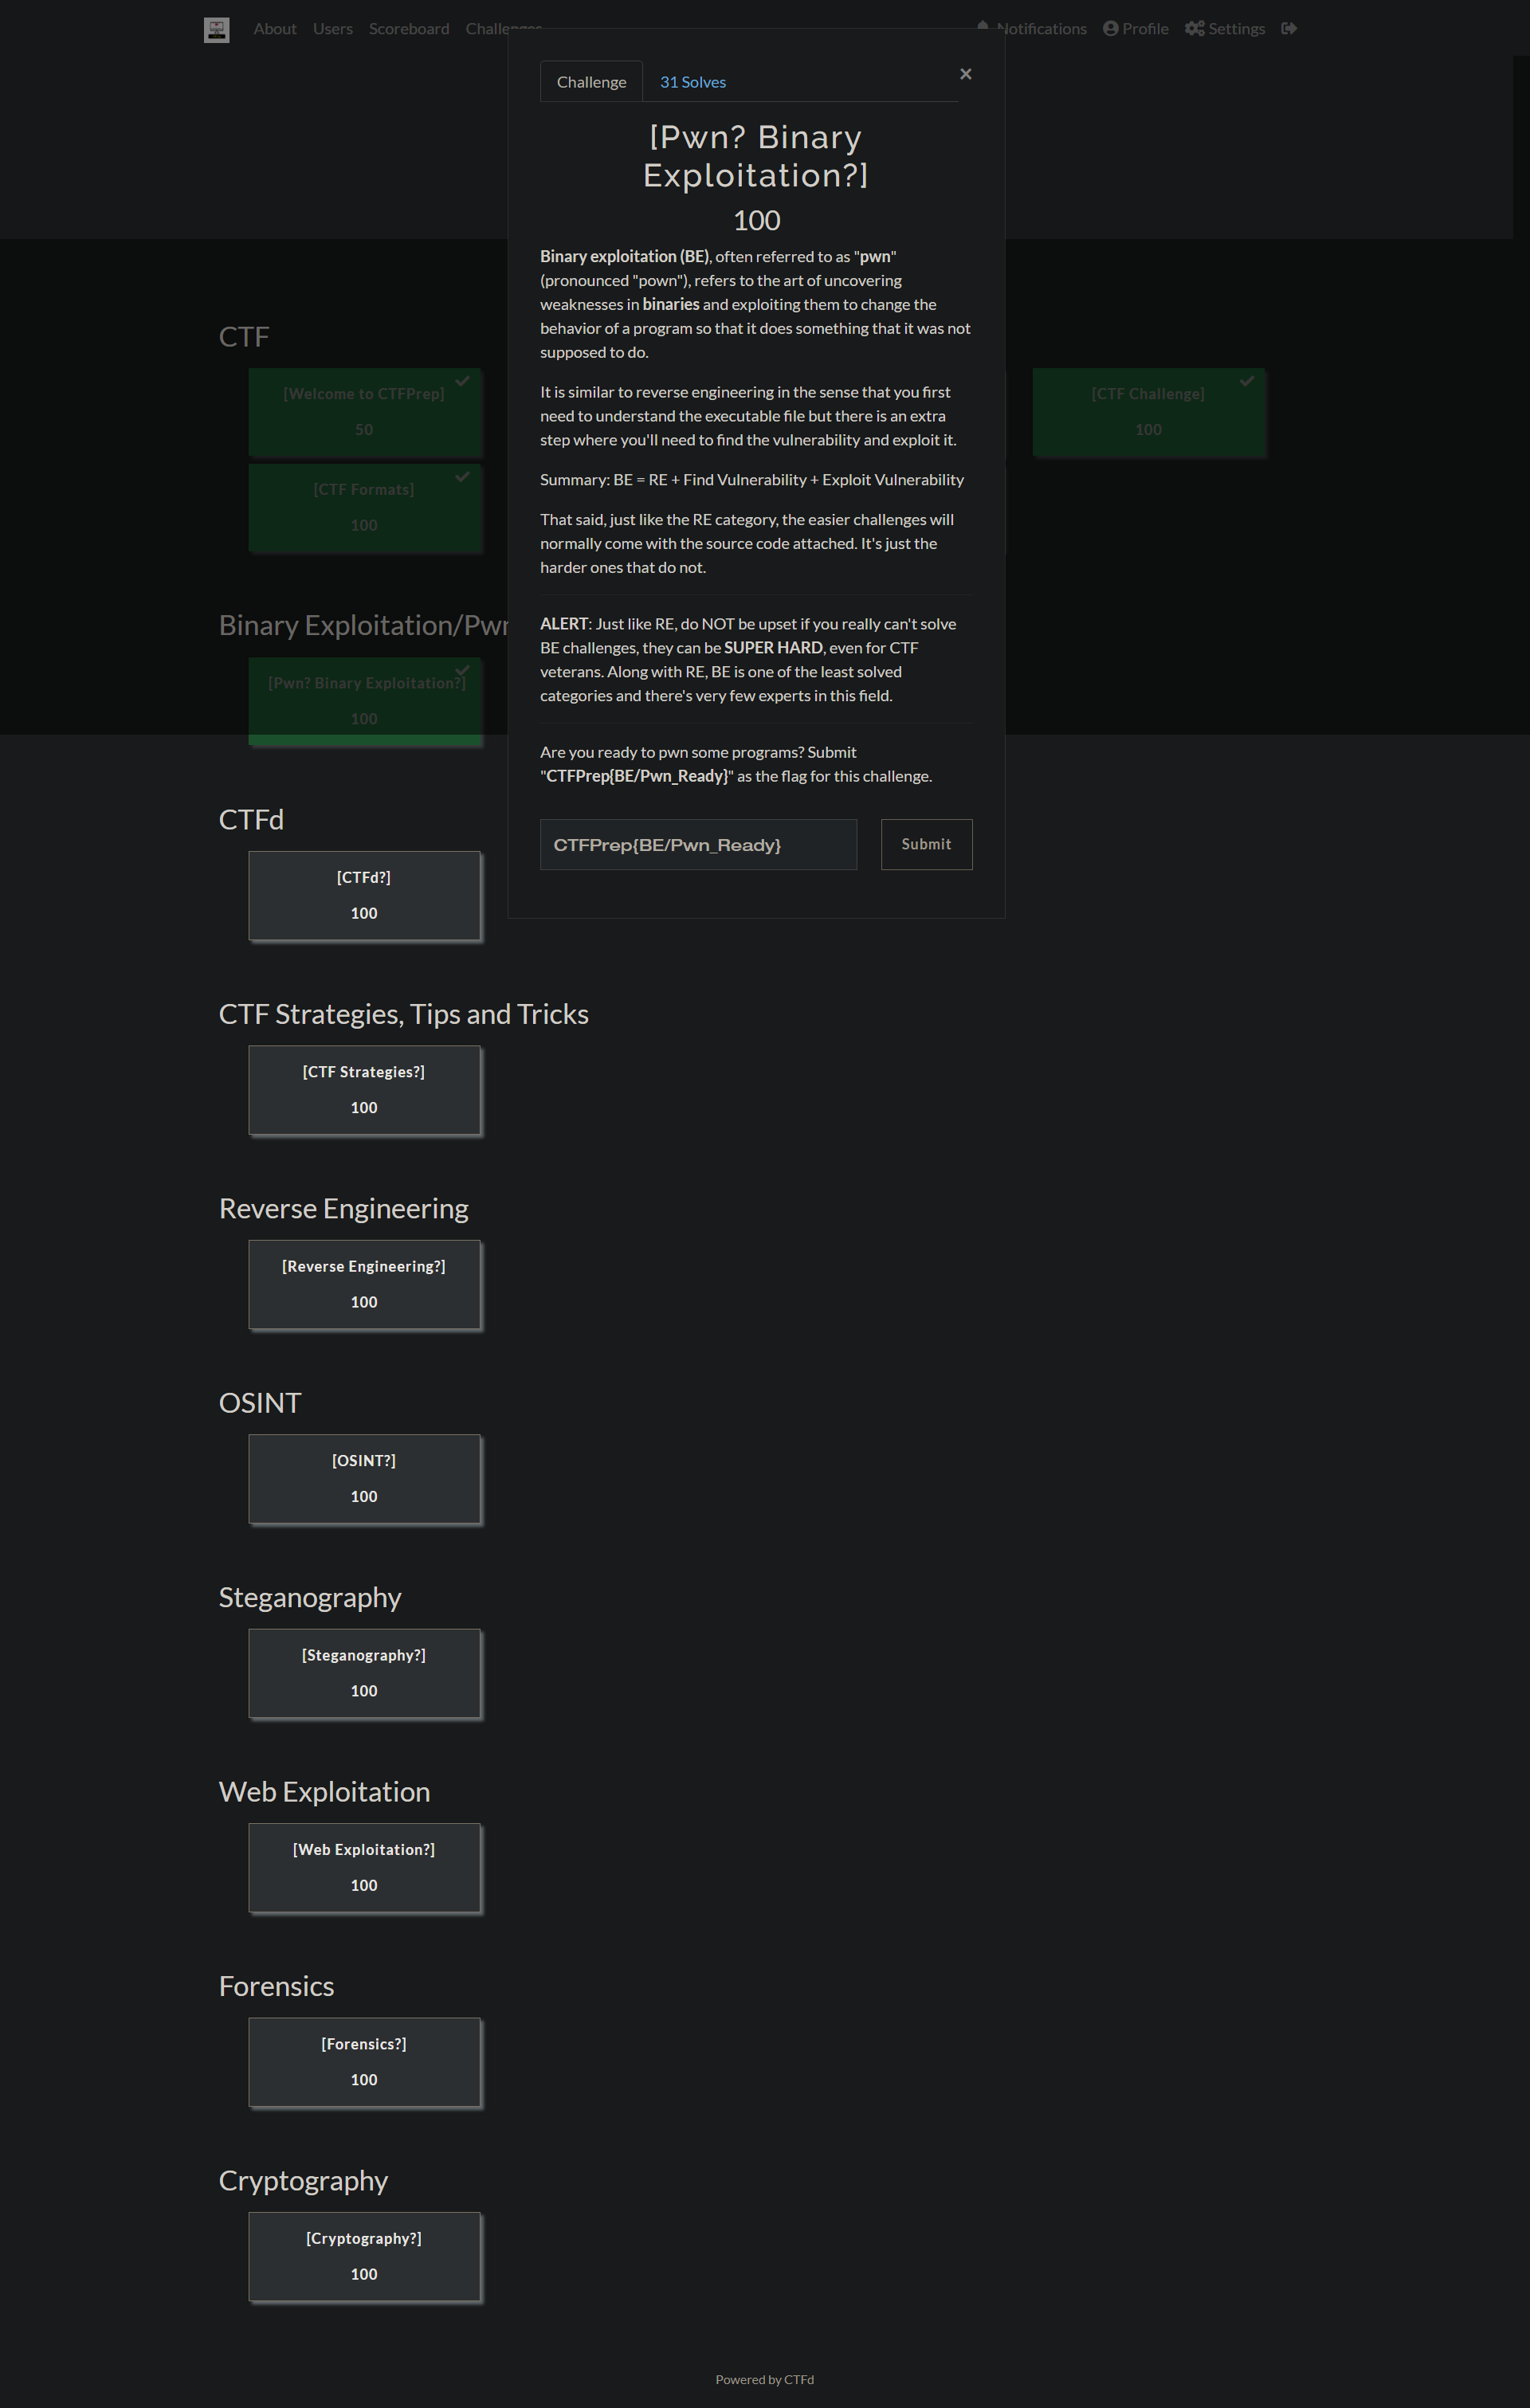 About Users Scoreboard Challenges Notifications Profile Settings
Challenge 31 Solves ×
[Pwn? Binary
Exploitation?]
100
Binary exploitation (BE), often referred to as "pwn"
(pronounced "pown"), refers to the art of uncovering
weaknesses in binaries and exploiting them to change the
behavior of a program so that it does something that it was not
supposed to do.
It is similar to reverse engineering in the sense that you first
need to understand the executable file but there is an extra
step where you'll need to find the vulnerability and exploit it.
Summary: BE = RE + Find Vulnerability + Exploit Vulnerability
That said, just like the RE category, the easier challenges will
normally come with the source code attached. It's just the
harder ones that do not.
ALERT: Just like RE, do NOT be upset if you really can't solve
BE challenges, they can be SUPER HARD, even for CTF
veterans. Along with RE, BE is one of the least solved
categories and there's very few experts in this field.
Are you ready to pwn some programs? Submit
"CTFPrep{BE/Pwn_Ready}" as the flag for this challenge.
CTFPrep{BE/Pwn_Ready} Submit
CTF
[Welcome to CTFPrep]
50
[CTF Challenge]
100
[CTF Formats]
100
Binary Exploitation/Pwn
[Pwn? Binary Exploitation?]
100
CTFd
[CTFd?]
100
CTF Strategies, Tips and Tricks
[CTF Strategies?]
100
Reverse Engineering
[Reverse Engineering?]
100
OSINT
[OSINT?]
100
Steganography
[Steganography?]
100
Web Exploitation
[Web Exploitation?]
100
Forensics
[Forensics?]
100
Cryptography
[Cryptography?]
100
Powered by CTFd